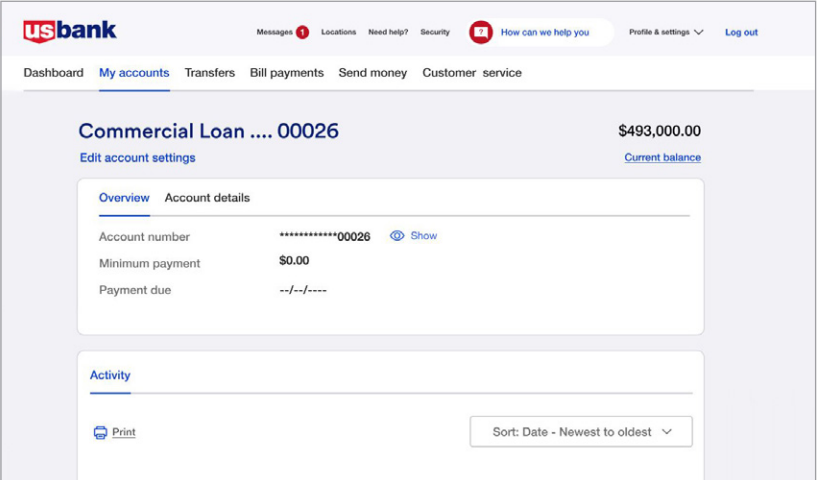 usbank
Messages 1 Locations Need help? Security ? How can we help you Profile & settings Log out
Dashboard My accounts Transfers Bill payments Send money Customer service
Commercial Loan .... 00026 $493,000.00
Edit account settings Current balance
Overview Account details
Account number ************00026 Show
Minimum payment $0.00
Payment due --/--/----
Activity
Print Sort: Date - Newest to oldest